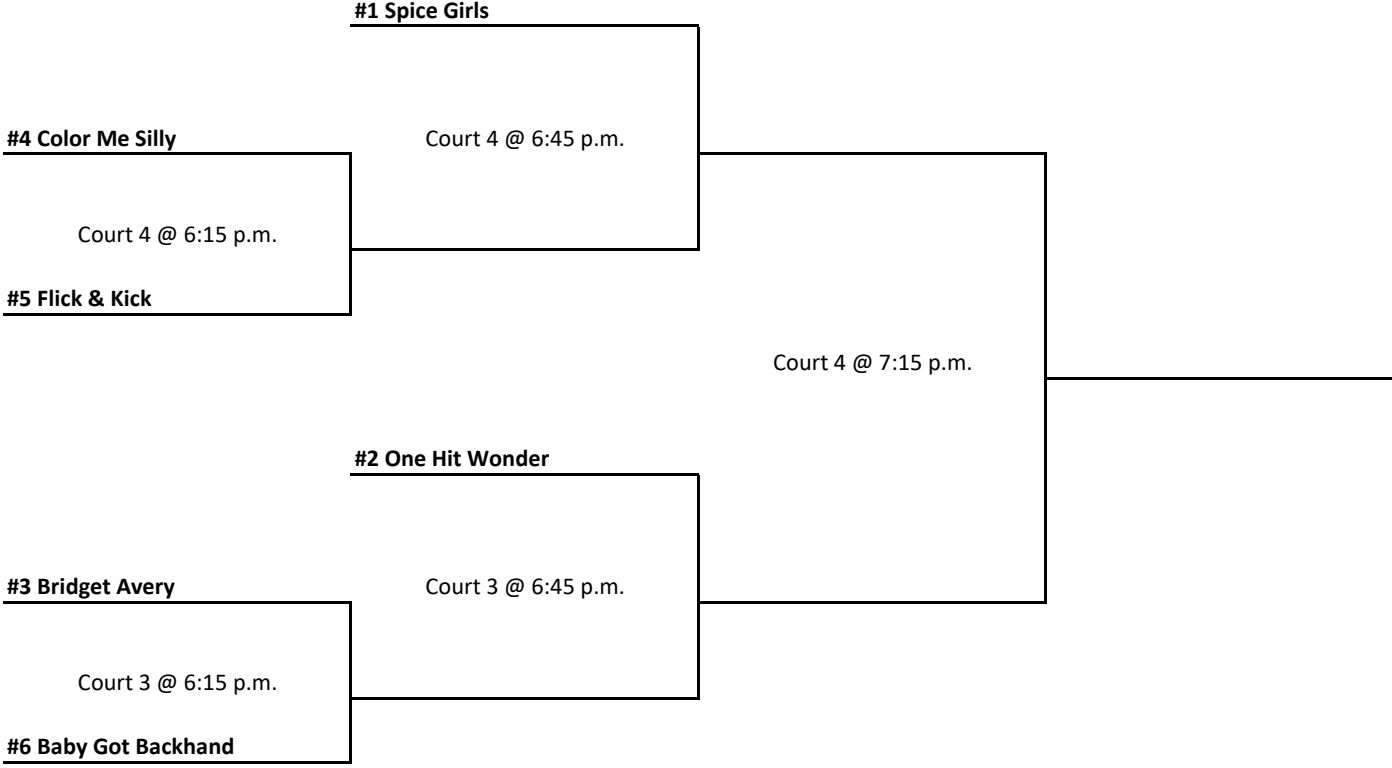 #1 Spice Girls
#4 Color Me Silly
Court 4 @ 6:45 p.m.
Court 4 @ 6:15 p.m.
#5 Flick & Kick
Court 4 @ 7:15 p.m.
#2 One Hit Wonder
#3 Bridget Avery
Court 3 @ 6:45 p.m.
Court 3 @ 6:15 p.m.
#6 Baby Got Backhand